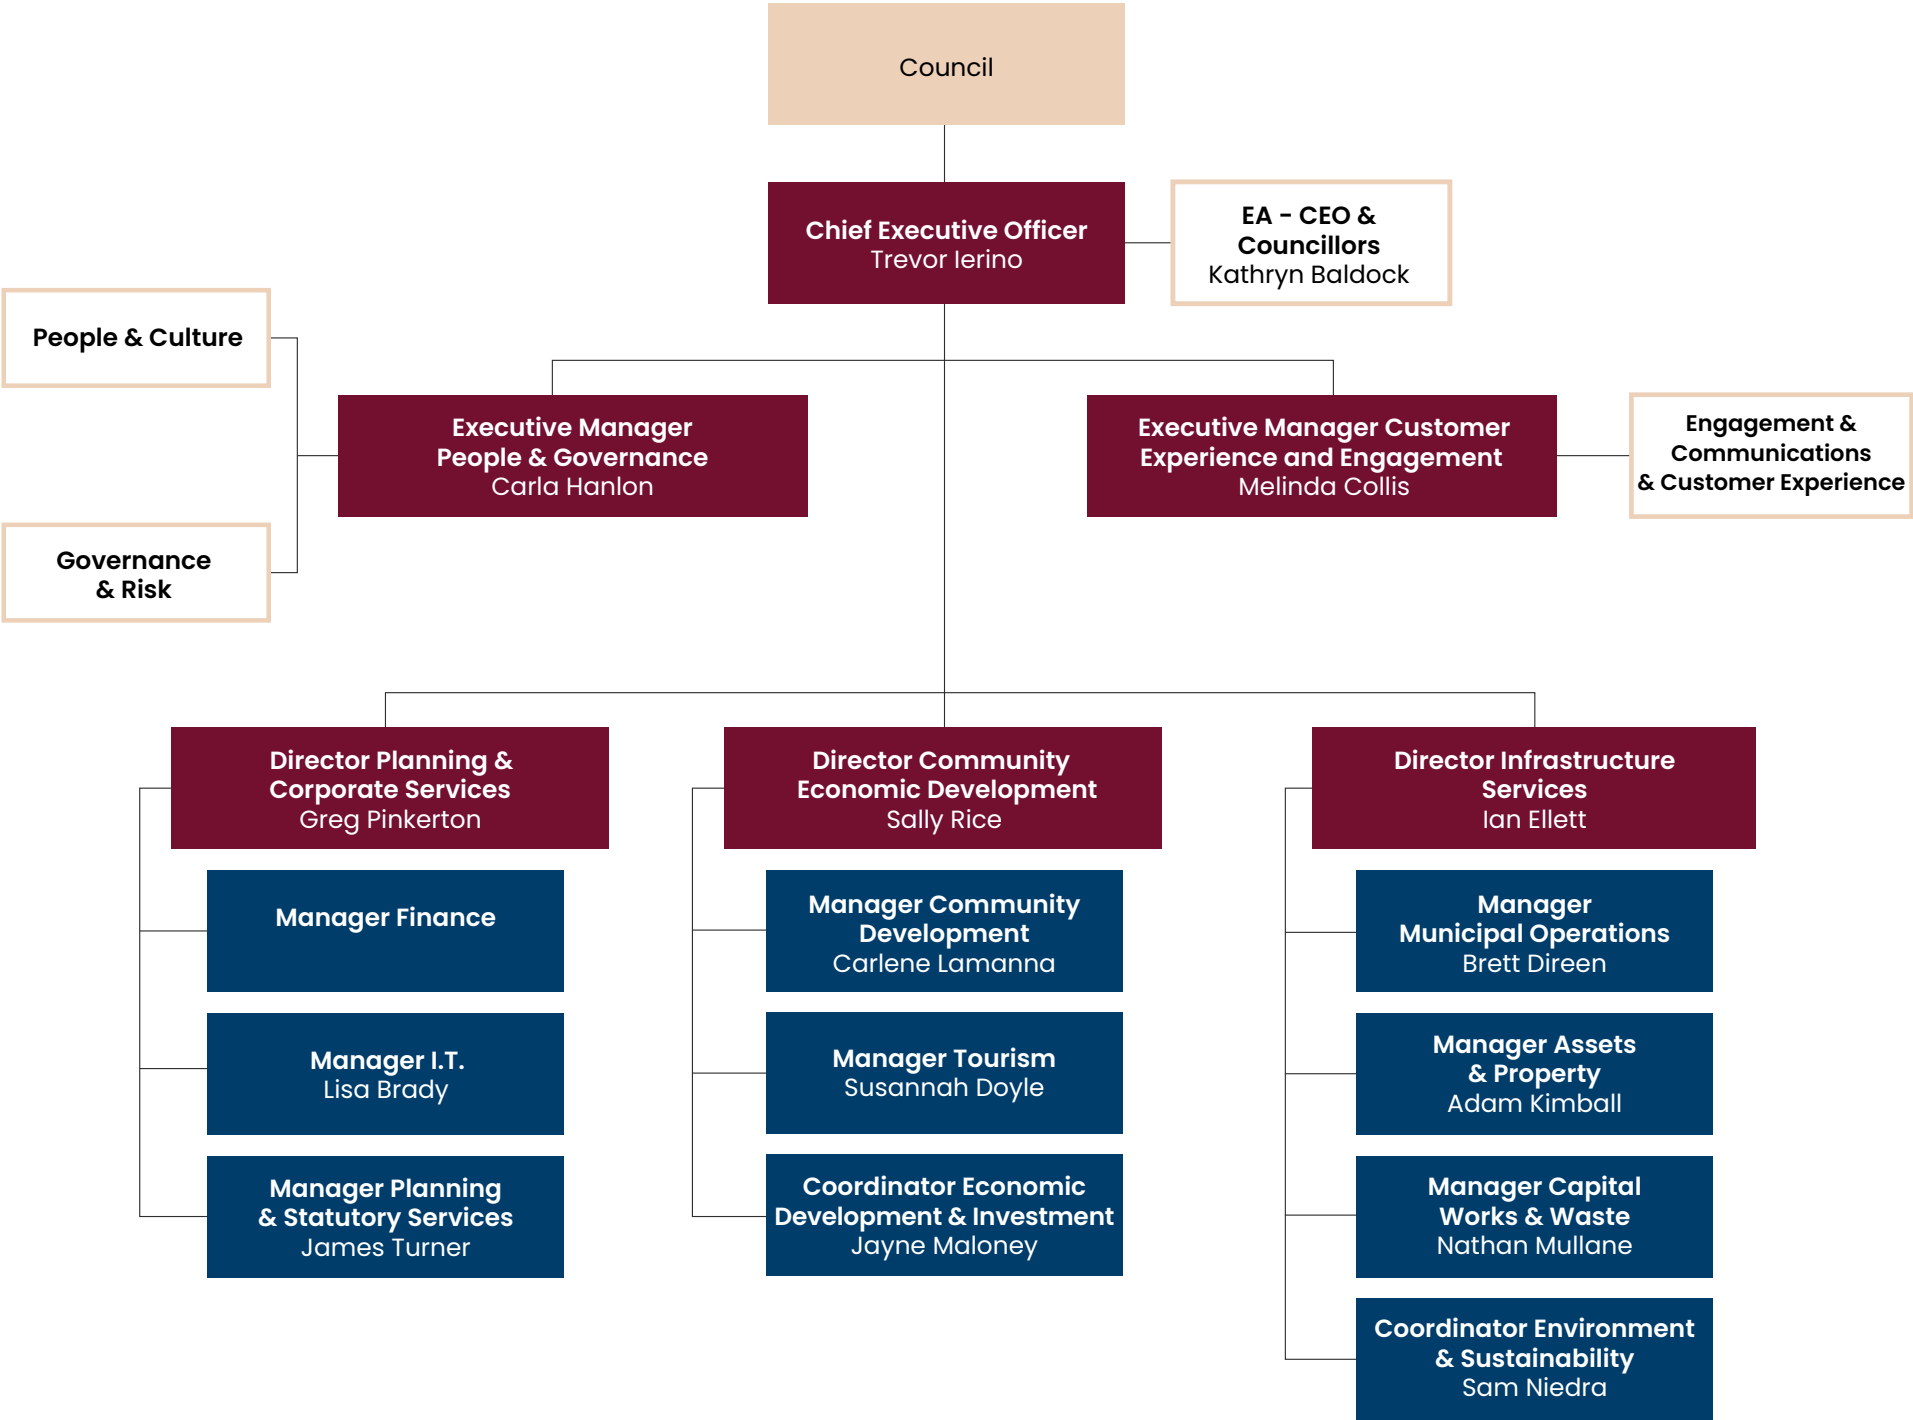 Council
Chief Executive Officer
Trevor Ierino
EA - CEO &
Councillors
Kathryn Baldock
People & Culture
Governance
& Risk
Executive Manager
People & Governance
Carla Hanlon
Executive Manager Customer
Experience and Engagement
Melinda Collis
Engagement &
Communications
& Customer Experience
Director Planning &
Corporate Services
Greg Pinkerton
Manager Finance
Manager I.T.
Lisa Brady
Manager Planning
& Statutory Services
James Turner
Director Community
Economic Development
Sally Rice
Manager Community
Development
Carlene Lamanna
Manager Tourism
Susannah Doyle
Coordinator Economic
Development & Investment
Jayne Maloney
Director Infrastructure
Services
Ian Ellett
Manager
Municipal Operations
Brett Direen
Manager Assets
& Property
Adam Kimball
Manager Capital
Works & Waste
Nathan Mullane
Coordinator Environment
& Sustainability
Sam Niedra